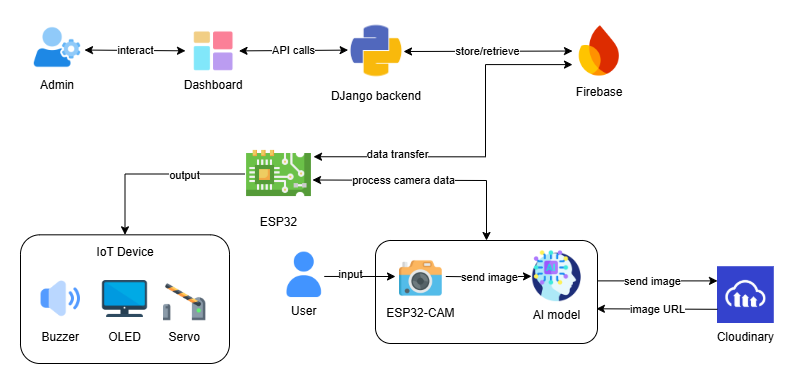 interact
API calls
store/retrieve
Admin
Dashboard
DJango backend
Firebase
data transfer
output
process camera data
ESP32
IoT Device
Buzzer
OLED
Servo
User
input
ESP32-CAM
send image
AI model
send image
image URL
Cloudinary